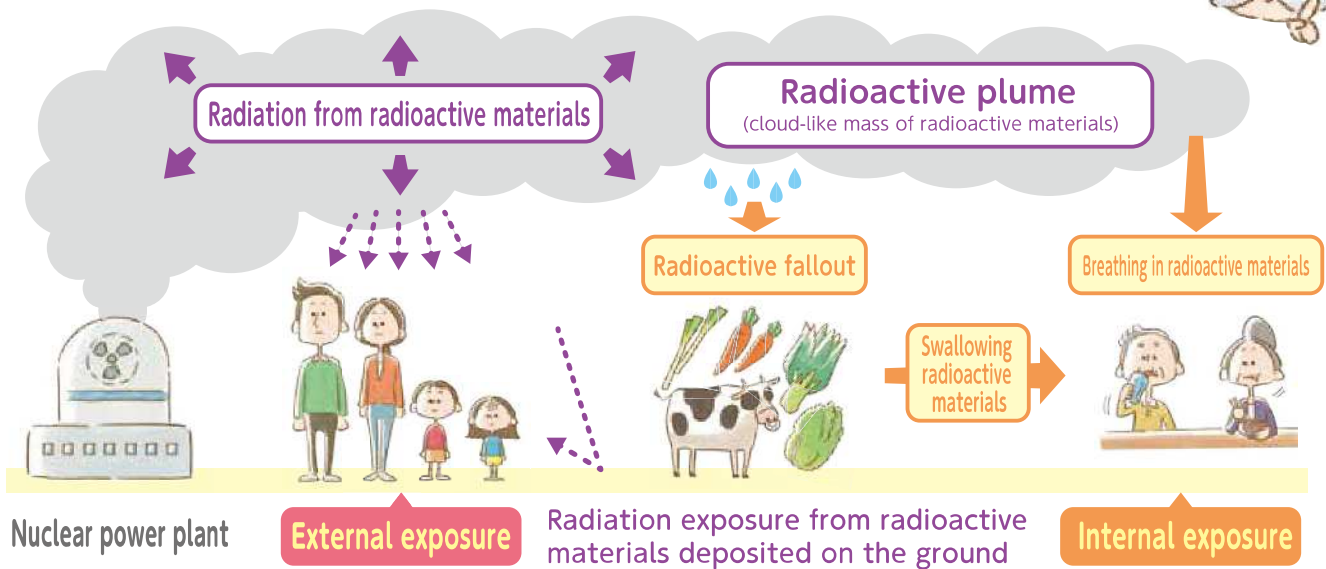 Radiation from radioactive materials
Radioactive plume
(cloud-like mass of radioactive materials)
Radioactive fallout
Breathing in radioactive materials
Swallowing
radioactive
materials
Nuclear power plant
External exposure
Radiation exposure from radioactive
materials deposited on the ground
Internal exposure